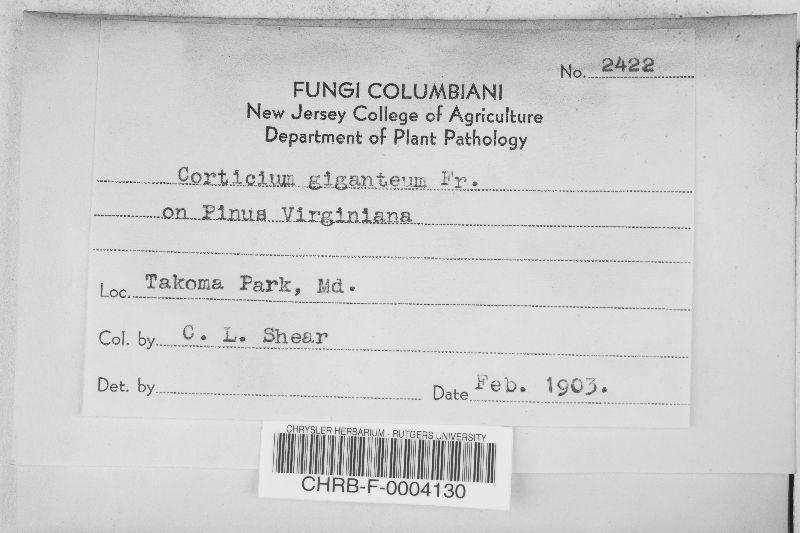 No. 2422
FUNGI COLUMBIANI
New Jersey College of Agriculture
Department of Plant Pathology
Corticium giganteum Fr.
on Pinus Virginiana
Loc. Takoma Park, Md.
Col. by C. L. Shear
Det. by
Date Feb. 1903.
CHRYSLER HERBARIUM - RUTGERS UNIVERSITY
CHRB-F-0004130